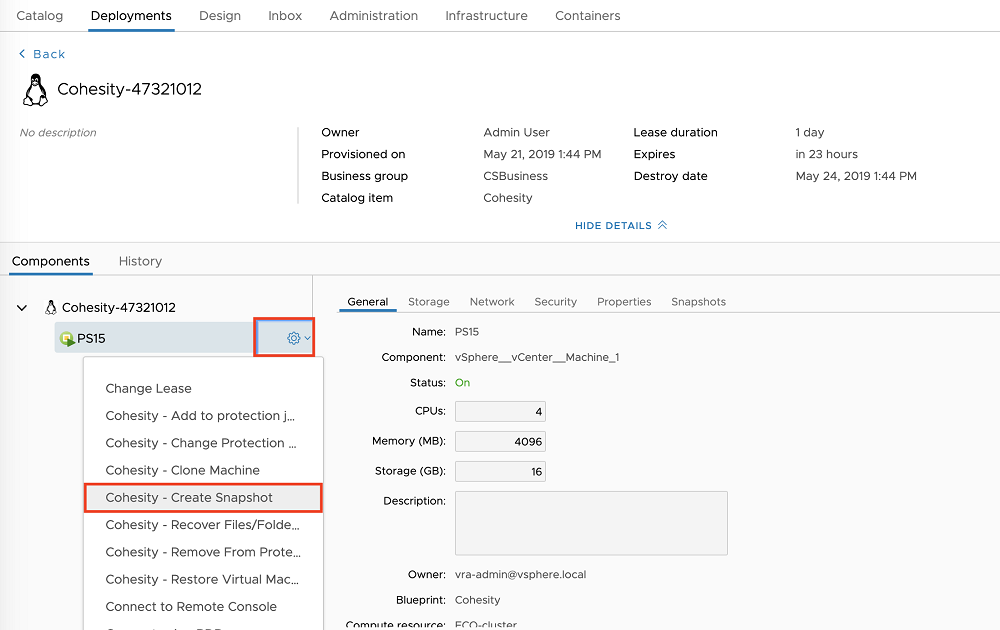 Catalog Deployments Design Inbox Administration Infrastructure Containers
Back
Cohesity-47321012
No description
Owner Admin User Lease duration 1 day
Provisioned on May 21, 2019 1:44 PM Expires in 23 hours
Business group CSBusiness Destroy date May 24, 2019 1:44 PM
Catalog item Cohesity
HIDE DETAILS
Components History
Cohesity-47321012
PS15
Change Lease
Cohesity - Add to protection j...
Cohesity - Change Protection ...
Cohesity - Clone Machine
Cohesity - Create Snapshot
Cohesity - Recover Files/Folde...
Cohesity - Remove From Prote...
Cohesity - Restore Virtual Mac...
Connect to Remote Console
General Storage Network Security Properties Snapshots
Name: PS15
Component: vSphere__vCenter__Machine_1
Status: On
CPUs: 4
Memory (MB): 4096
Storage (GB): 16
Description:
Owner: vra-admin@vsphere.local
Blueprint: Cohesity
Compute resource: ECO-cluster